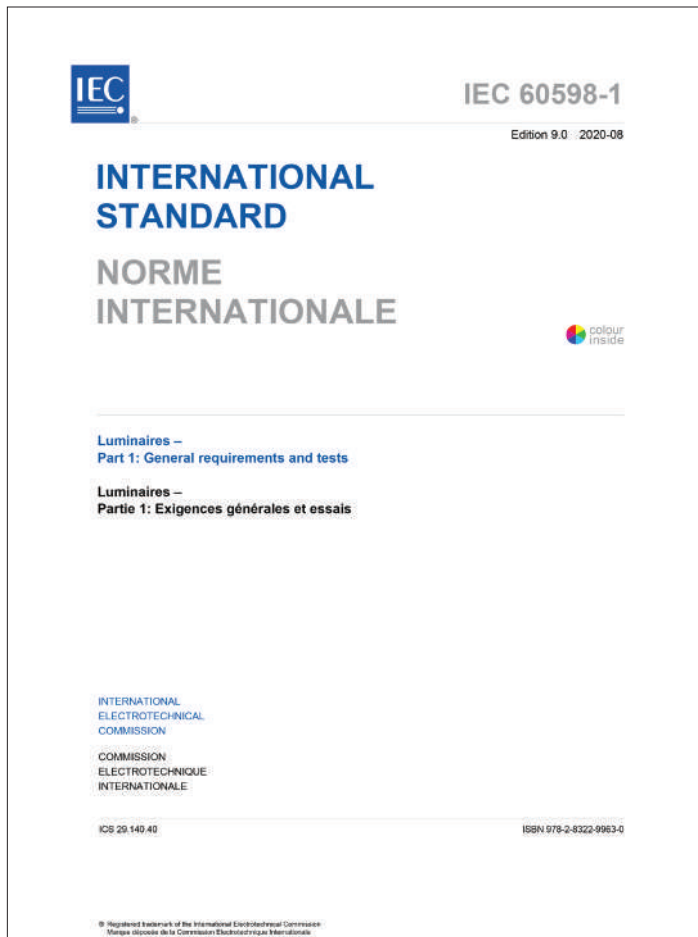 IEC
®
IEC 60598-1
Edition 9.0 2020-08
INTERNATIONAL
STANDARD
NORME
INTERNATIONALE
colour
inside
Luminaires –
Part 1: General requirements and tests
Luminaires –
Partie 1: Exigences générales et essais
INTERNATIONAL
ELECTROTECHNICAL
COMMISSION
COMMISSION
ELECTROTECHNIQUE
INTERNATIONALE
ICS 29.140.40
ISBN 978-2-8322-9963-0
® Registered trademark of the International Electrotechnical Commission
Marque déposée de la Commission Electrotechnique Internationale